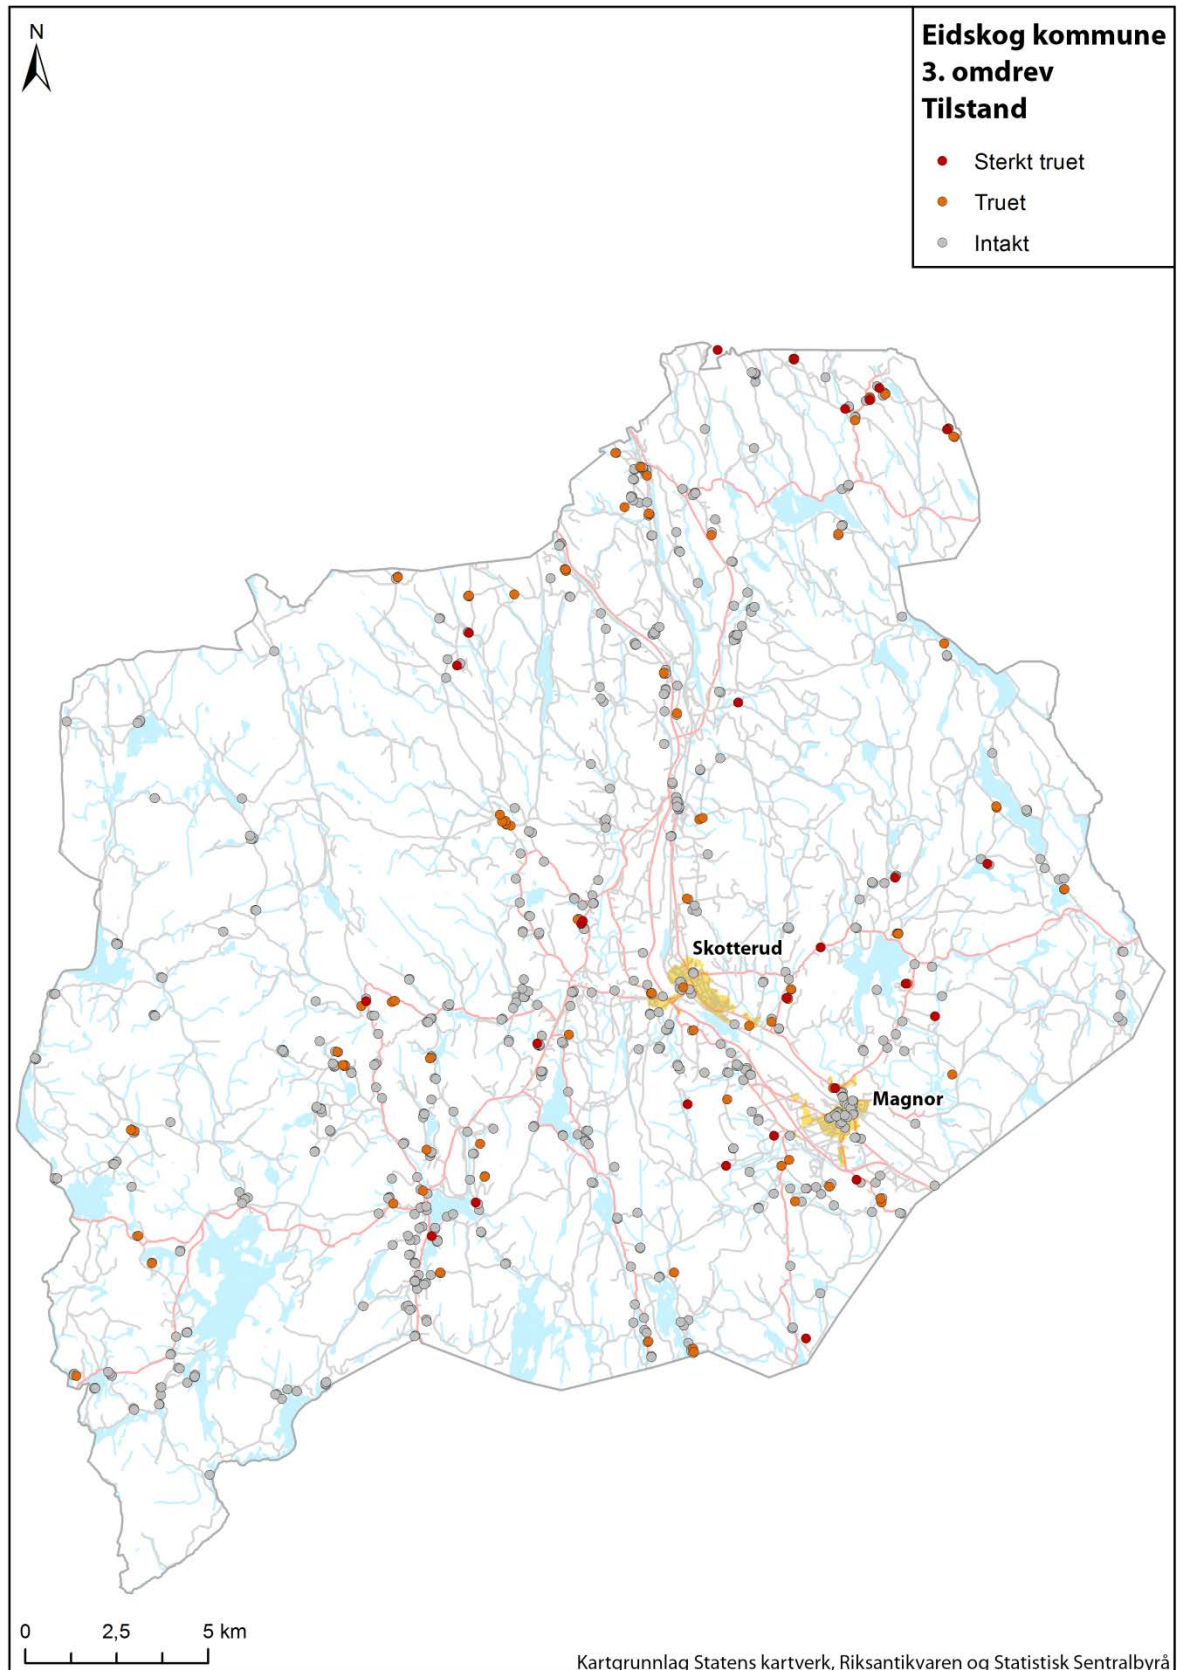 N
Eidskog kommune
3. omdrev
Tilstand
Sterkt truet
Truet
Intakt
Skotterud
Magnor
0 2,5 5 km
Kartgrunnlag Statens kartverk, Riksantikvaren og Statistisk Sentralbyrå